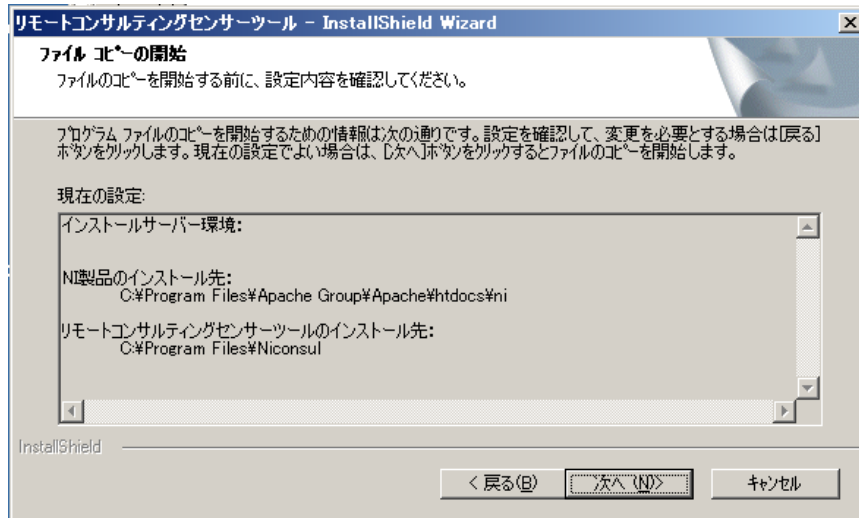 リモートコンサルティングセンサーツール - InstallShield Wizard
ファイル コピーの開始
ファイルのコピーを開始する前に、設定内容を確認してください。
プログラム ファイルのコピーを開始するための情報は次の通りです。設定を確認して、変更を必要とする場合は[戻る]
ボタンをクリックします。現在の設定でよい場合は、[次へ]ボタンをクリックするとファイルのコピーを開始します。
現在の設定:
インストールサーバー環境:
NI製品のインストール先:
C:¥Program Files¥Apache Group¥Apache¥htdocs¥ni
リモートコンサルティングセンサーツールのインストール先:
C:¥Program Files¥Niconsul
InstallShield
< 戻る(B)
次へ (N)>
キャンセル